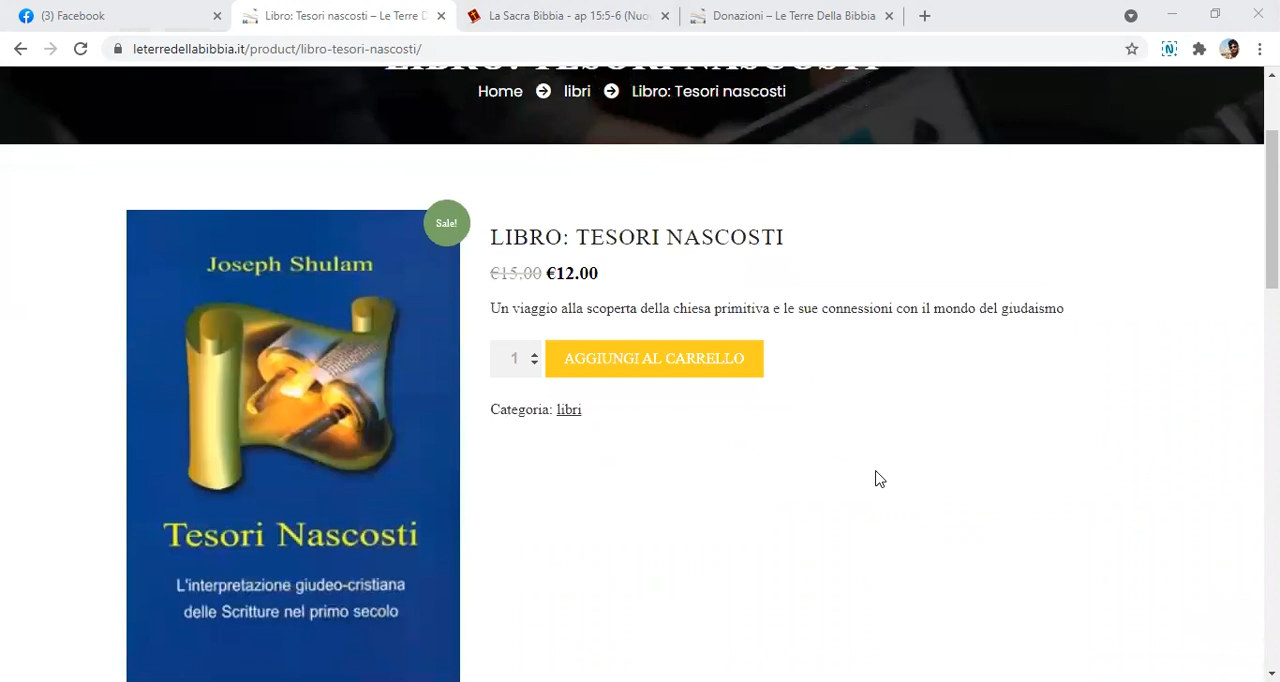 (3) Facebook
Libro: Tesori nascosti – Le Terre D
La Sacra Bibbia - ap 15:5-6 (Nuo
Donazioni – Le Terre Della Bibbia
leterredellabibbia.it/product/libro-tesori-nascosti/
LIBRO: TESORI NASCOSTI
Home libri Libro: Tesori nascosti
Sale!
Joseph Shulam
Tesori Nascosti
L'interpretazione giudeo-cristiana
delle Scritture nel primo secolo
LIBRO: TESORI NASCOSTI
€15.00 €12.00
Un viaggio alla scoperta della chiesa primitiva e le sue connessioni con il mondo del giudaismo
1 AGGIUNGI AL CARRELLO
Categoria: libri